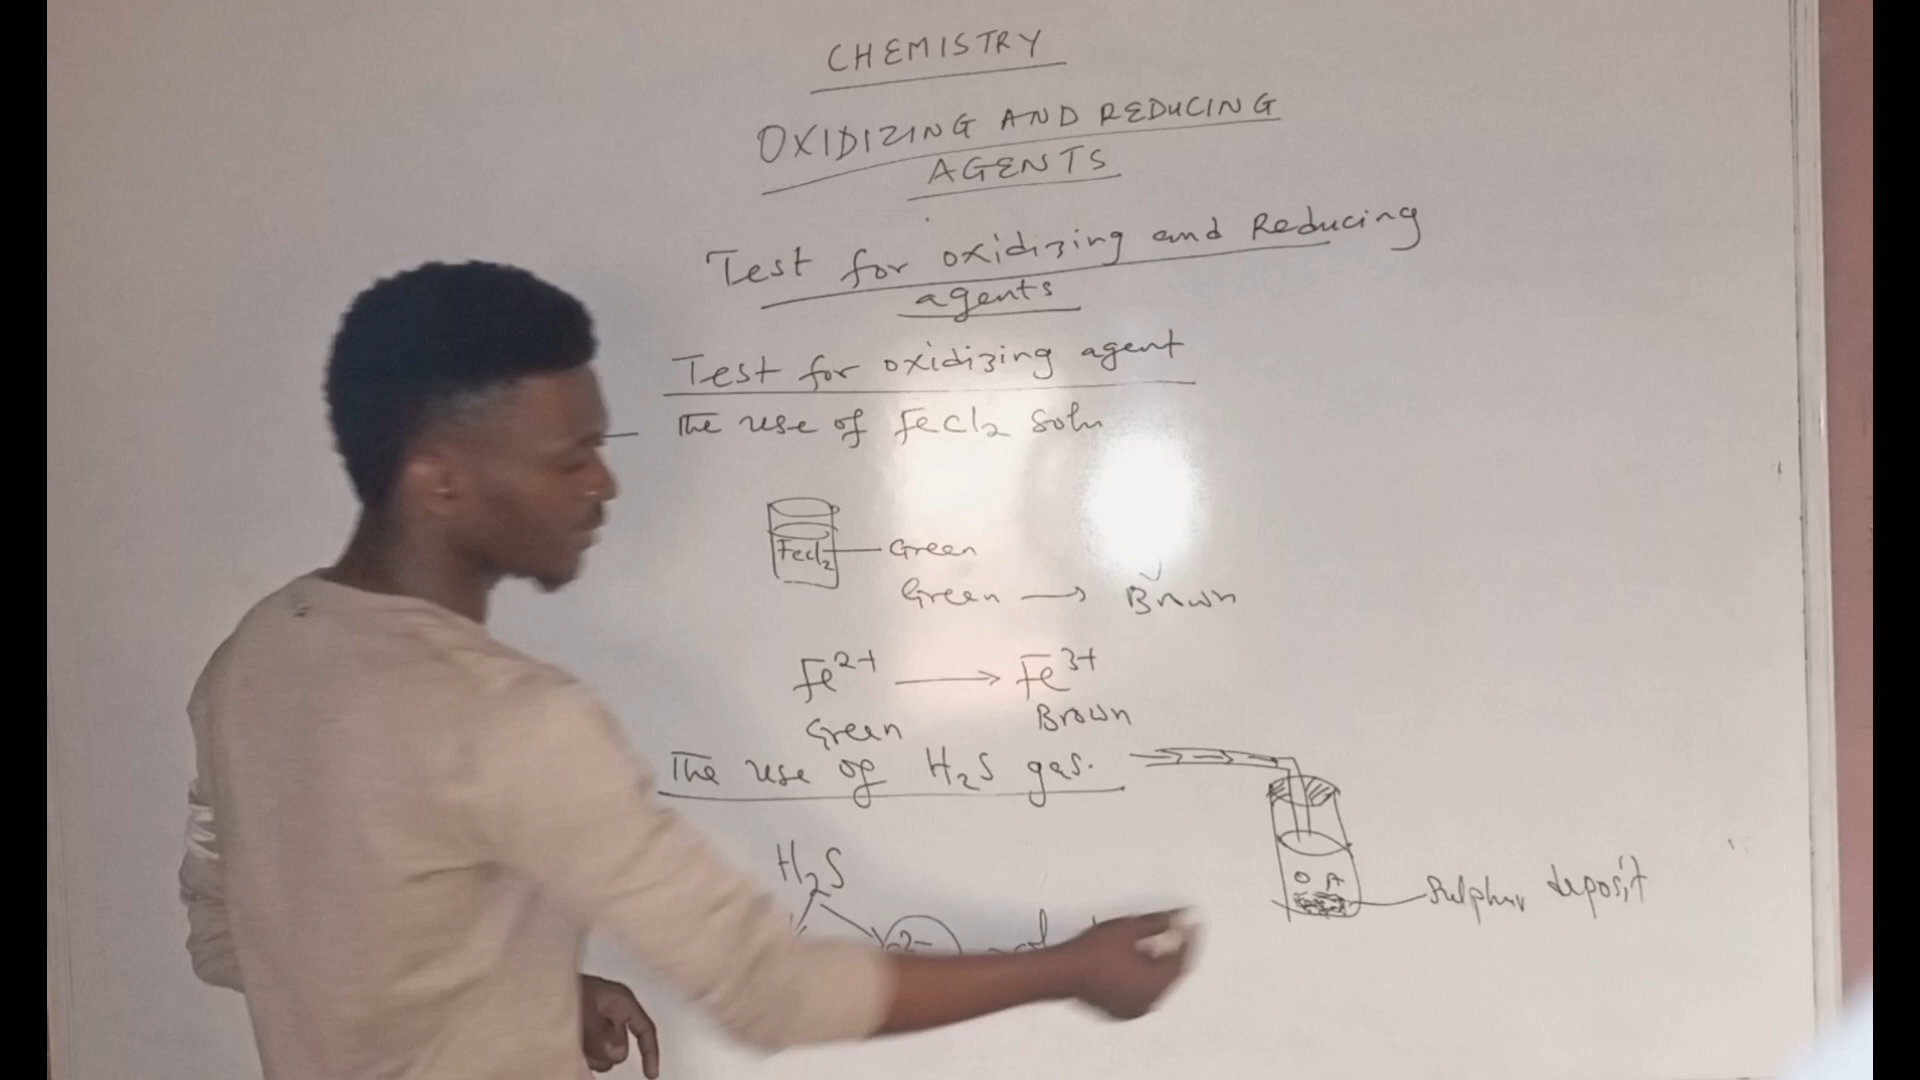 CHEMISTRY
OXIDIZING AND REDUCING
AGENTS
Test for oxidizing and Reducing
agents
Test for oxidizing agent
The use of FeCl2 Soln
FeCl2 — Green
Green → Brown
Fe2+ → Fe3+
Green Brown
The use of H2S gas.
H2S
O A
Sulphur deposit
2-